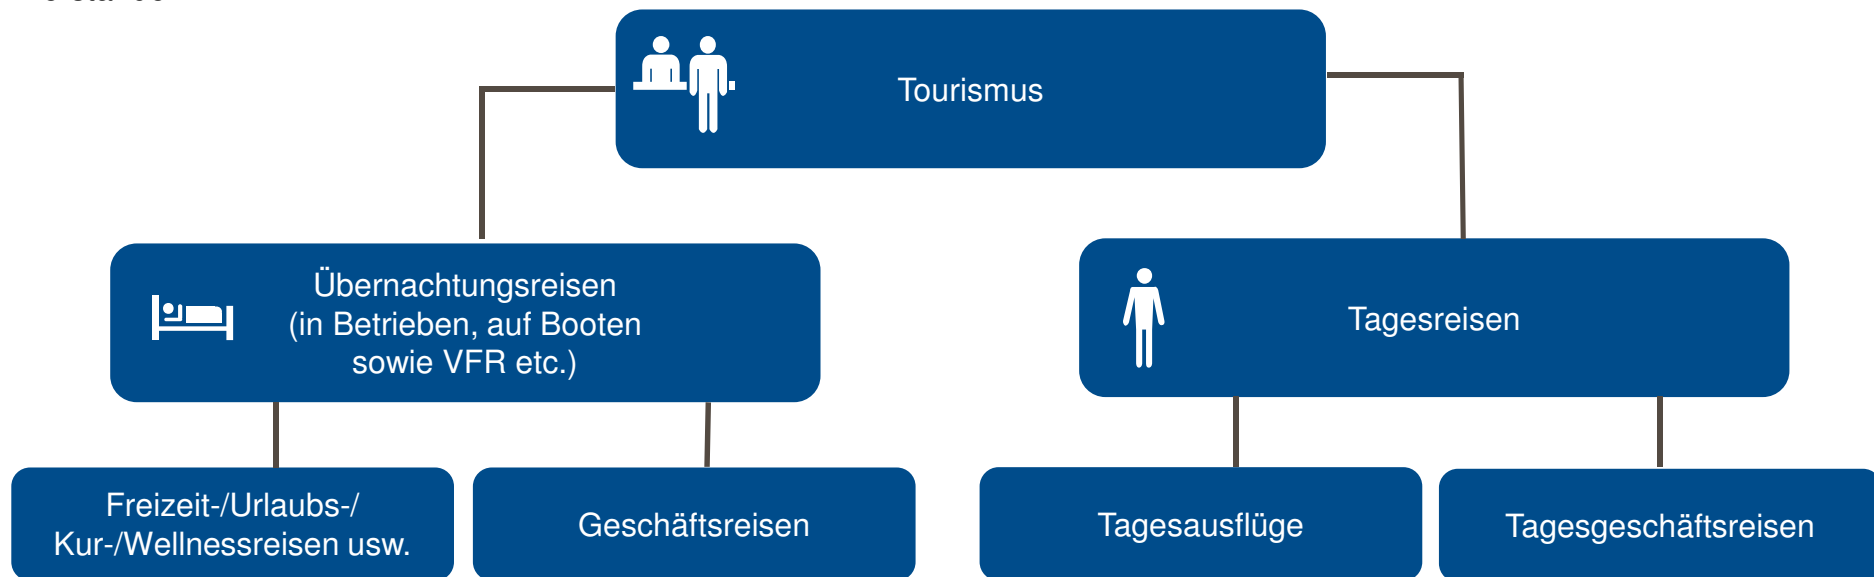 Tourismus
Übernachtungsreisen
(in Betrieben, auf Booten
sowie VFR etc.)
Tagesreisen
Freizeit-/Urlaubs-/
Kur-/Wellnessreisen usw.
Geschäftsreisen
Tagesausflüge
Tagesgeschäftsreisen